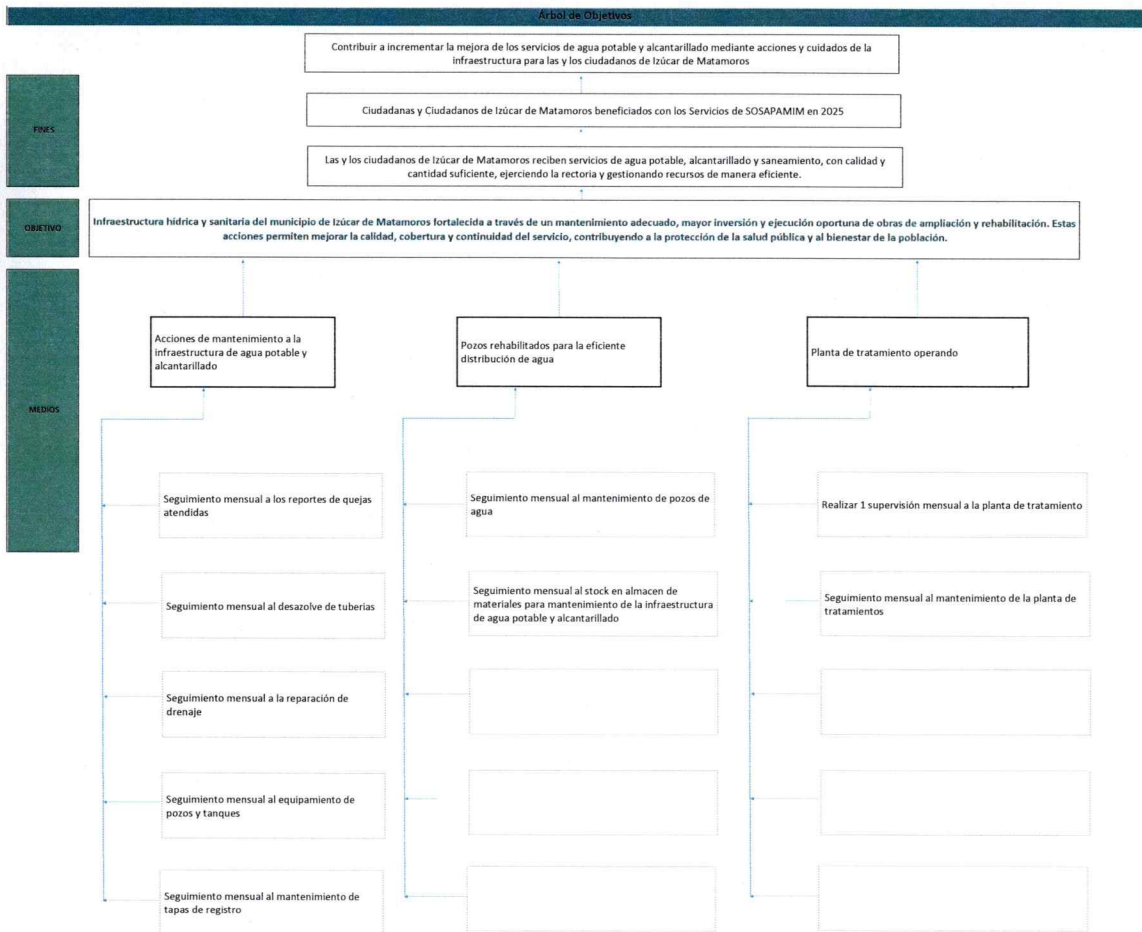 Árbol de Objetivos
Contribuir a incrementar la mejora de los servicios de agua potable y alcantarillado mediante acciones y cuidados de la
infraestructura para las y los ciudadanos de Izúcar de Matamoros
FINES
Ciudadanas y Ciudadanos de Izúcar de Matamoros beneficiados con los Servicios de SOSAPAMIM en 2025
Las y los ciudadanos de Izúcar de Matamoros reciben servicios de agua potable, alcantarillado y saneamiento, con calidad y
cantidad suficiente, ejerciendo la rectoria y gestionando recursos de manera eficiente.
OBJETIVO
Infraestructura hídrica y sanitaria del municipio de Izúcar de Matamoros fortalecida a través de un mantenimiento adecuado, mayor inversión y ejecución oportuna de obras de ampliación y rehabilitación. Estas
acciones permiten mejorar la calidad, cobertura y continuidad del servicio, contribuyendo a la protección de la salud pública y al bienestar de la población.
MEDIOS
Acciones de mantenimiento a la
infraestructura de agua potable y
alcantarillado
Pozos rehabilitados para la eficiente
distribución de agua
Planta de tratamiento operando
Seguimiento mensual a los reportes de quejas
atendidas
Seguimiento mensual al mantenimiento de pozos de
agua
Realizar 1 supervisión mensual a la planta de tratamiento
Seguimiento mensual al desazolve de tuberias
Seguimiento mensual al stock en almacen de
materiales para mantenimiento de la infraestructura
de agua potable y alcantarillado
Seguimiento mensual al mantenimiento de la planta de
tratamientos
Seguimiento mensual a la reparación de
drenaje
Seguimiento mensual al equipamiento de
pozos y tanques
Seguimiento mensual al mantenimiento de
tapas de registro